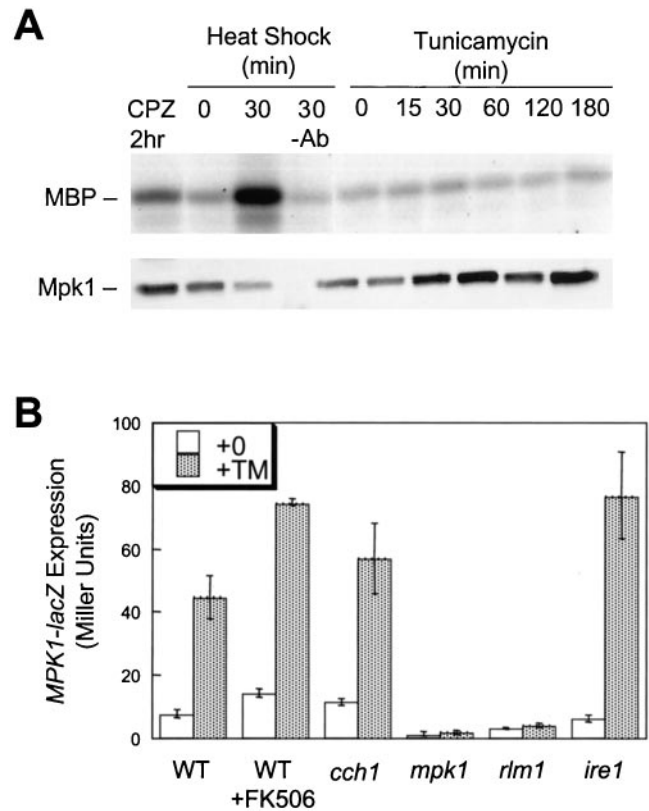 A
Heat Shock
(min)
Tunicamycin
(min)
CPZ 0 30 30 0 15 30 60 120 180
2hr -Ab
MBP –
Mpk1 –
B
MPK1-lacZ Expression
(Miller Units)
100
80
60
40
20
0
+0
+TM
WT WT cch1 mpk1 rlm1 ire1
+FK506